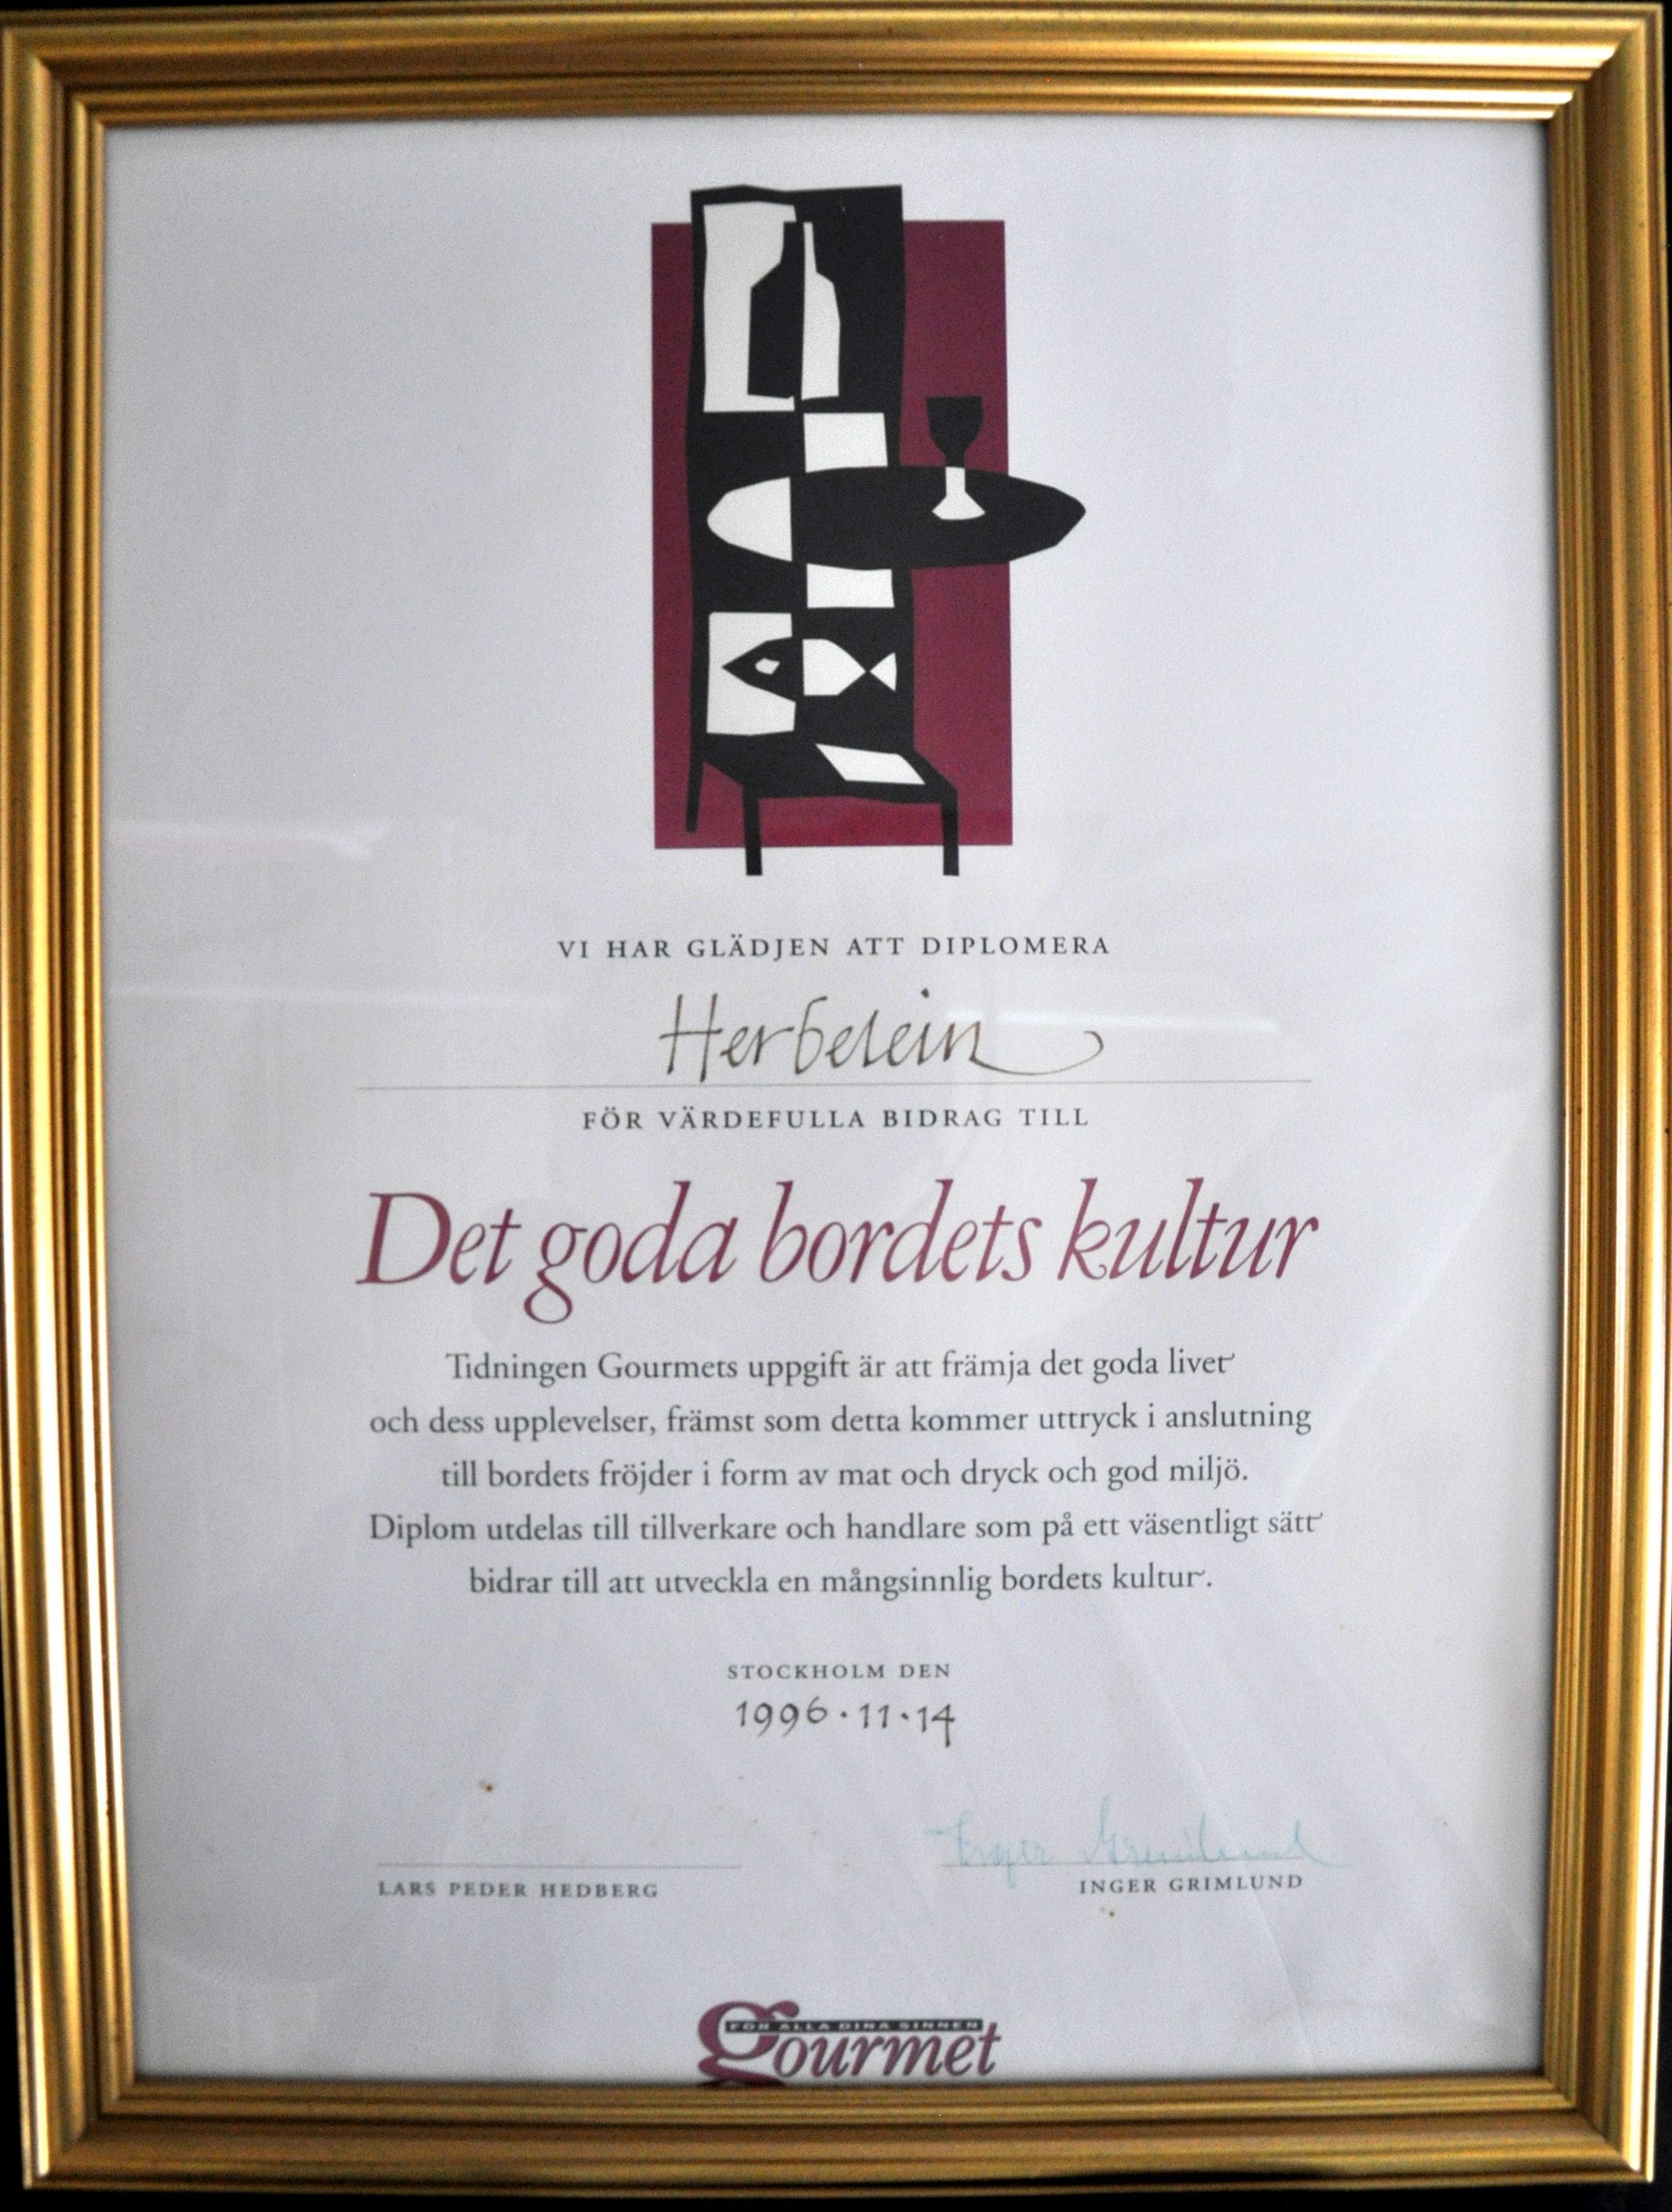 VI HAR GLÄDJEN ATT DIPLOMERA
Herbelein
FÖR VÄRDEFULLA BIDRAG TILL
Det goda bordets kultur
Tidningen Gourmets uppgift är att främja det goda livet
och dess upplevelser, främst som detta kommer uttryck i anslutning
till bordets fröjder i form av mat och dryck och god miljö.
Diplom utdelas till tillverkare och handlare som på ett väsentligt sätt
bidrar till att utveckla en mångsinnlig bordets kultur.
STOCKHOLM DEN
1996·11·14
Inger Grimlund
LARS PEDER HEDBERG
INGER GRIMLUND
FÖR ALLA DINA SINNEN
gourmet